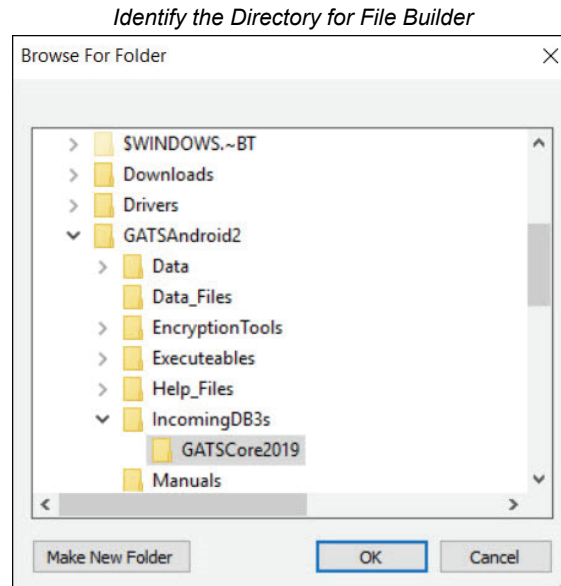 Identify the Directory for File Builder
Browse For Folder
$WINDOWS.~BT
Downloads
Drivers
GATSAndroid2
Data
Data_Files
EncryptionTools
Executeables
Help_Files
IncomingDB3s
GATSCore2019
Manuals
Make New Folder
OK
Cancel